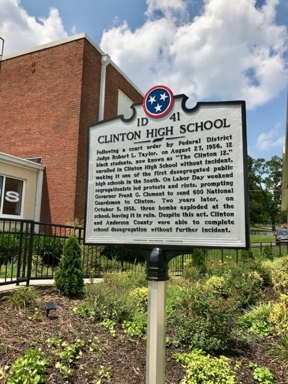 1D 41
CLINTON HIGH SCHOOL
Following a court order by Federal District
Judge Robert L. Taylor, on August 27, 1956, 12
black students, now known as "The Clinton 12,"
enrolled in Clinton High School without incident,
making it one of the first desegregated public
high schools in the South. On Labor Day weekend
segregationists led protests and riots, prompting
Governor Frank G. Clement to send 600 National
Guardsmen to Clinton. Two years later, on
October 5, 1958, three bombs exploded at the
school, leaving it in ruin. Despite this act, Clinton
and Anderson County were able to complete
school desegregation without further incident.
S